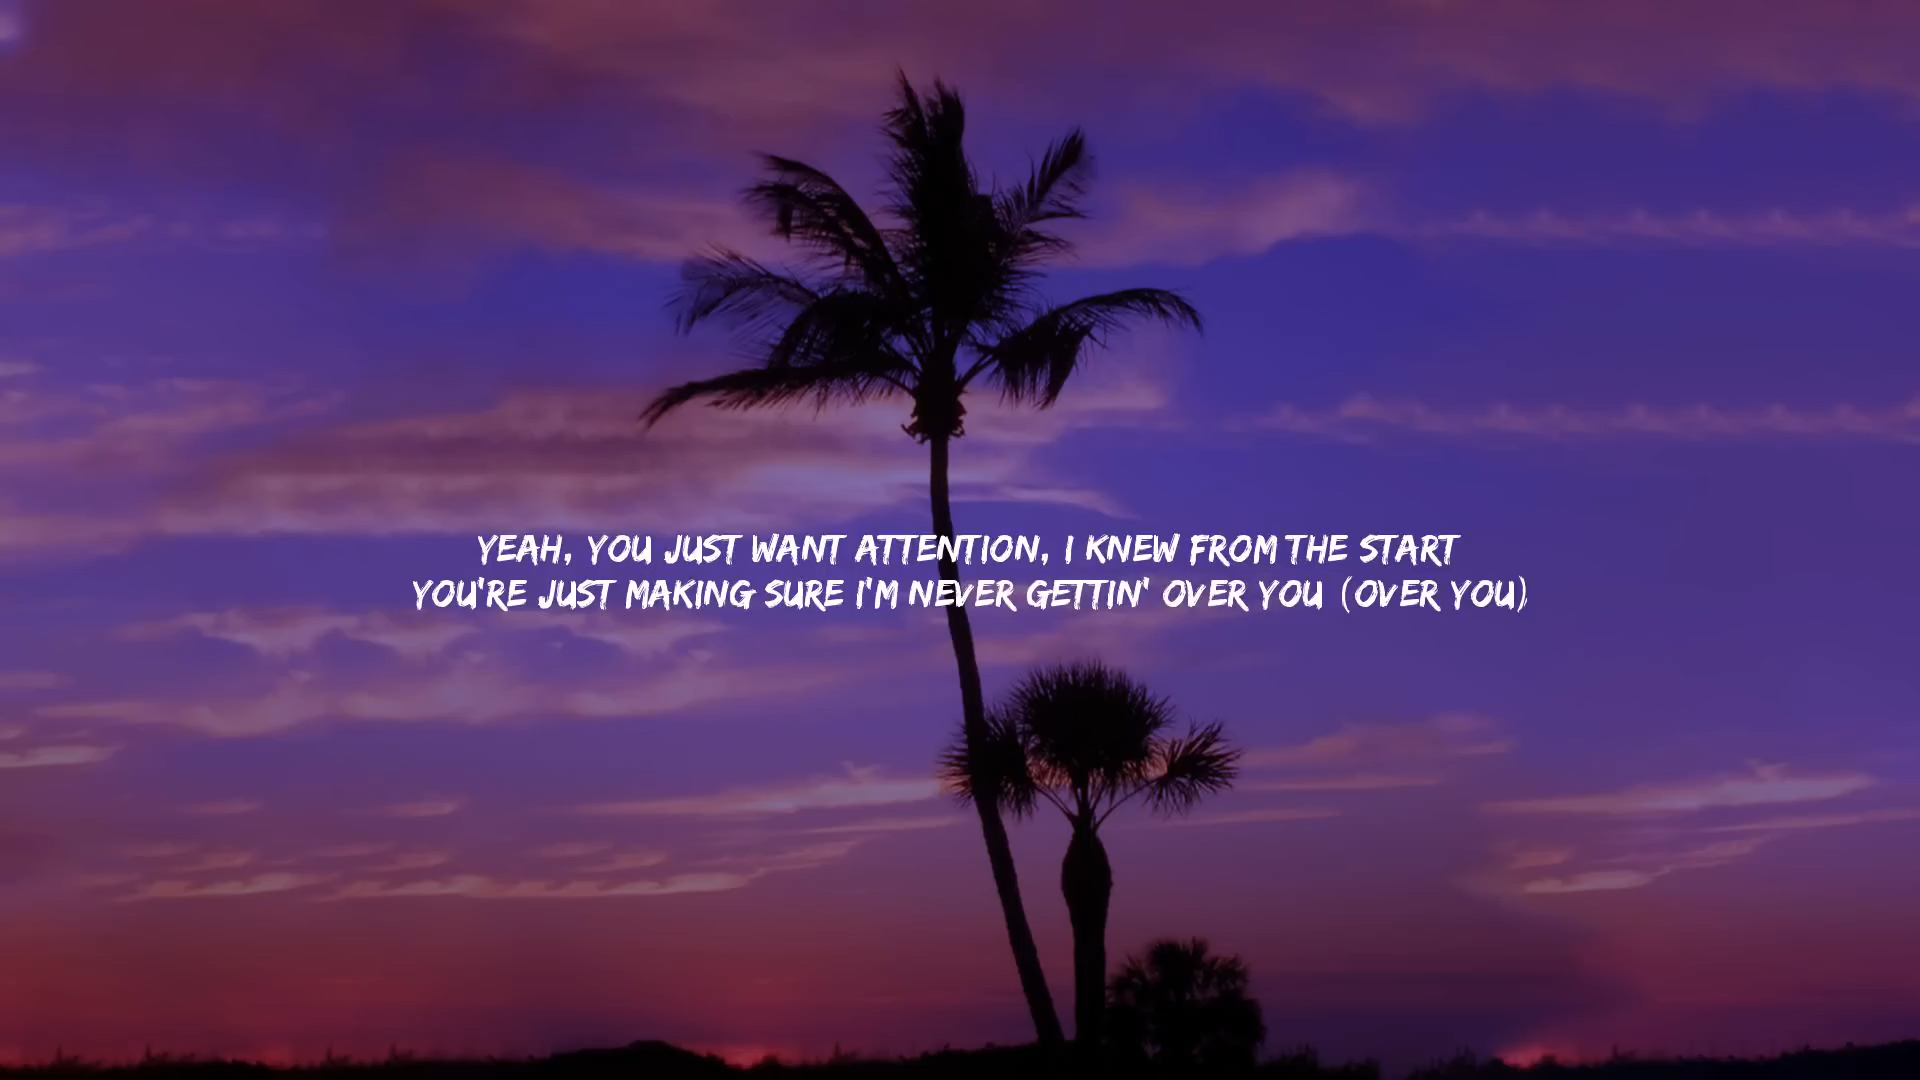 YEAH, YOU JUST WANT ATTENTION, I KNEW FROM THE START
YOU'RE JUST MAKING SURE I'M NEVER GETTIN' OVER YOU (OVER YOU)